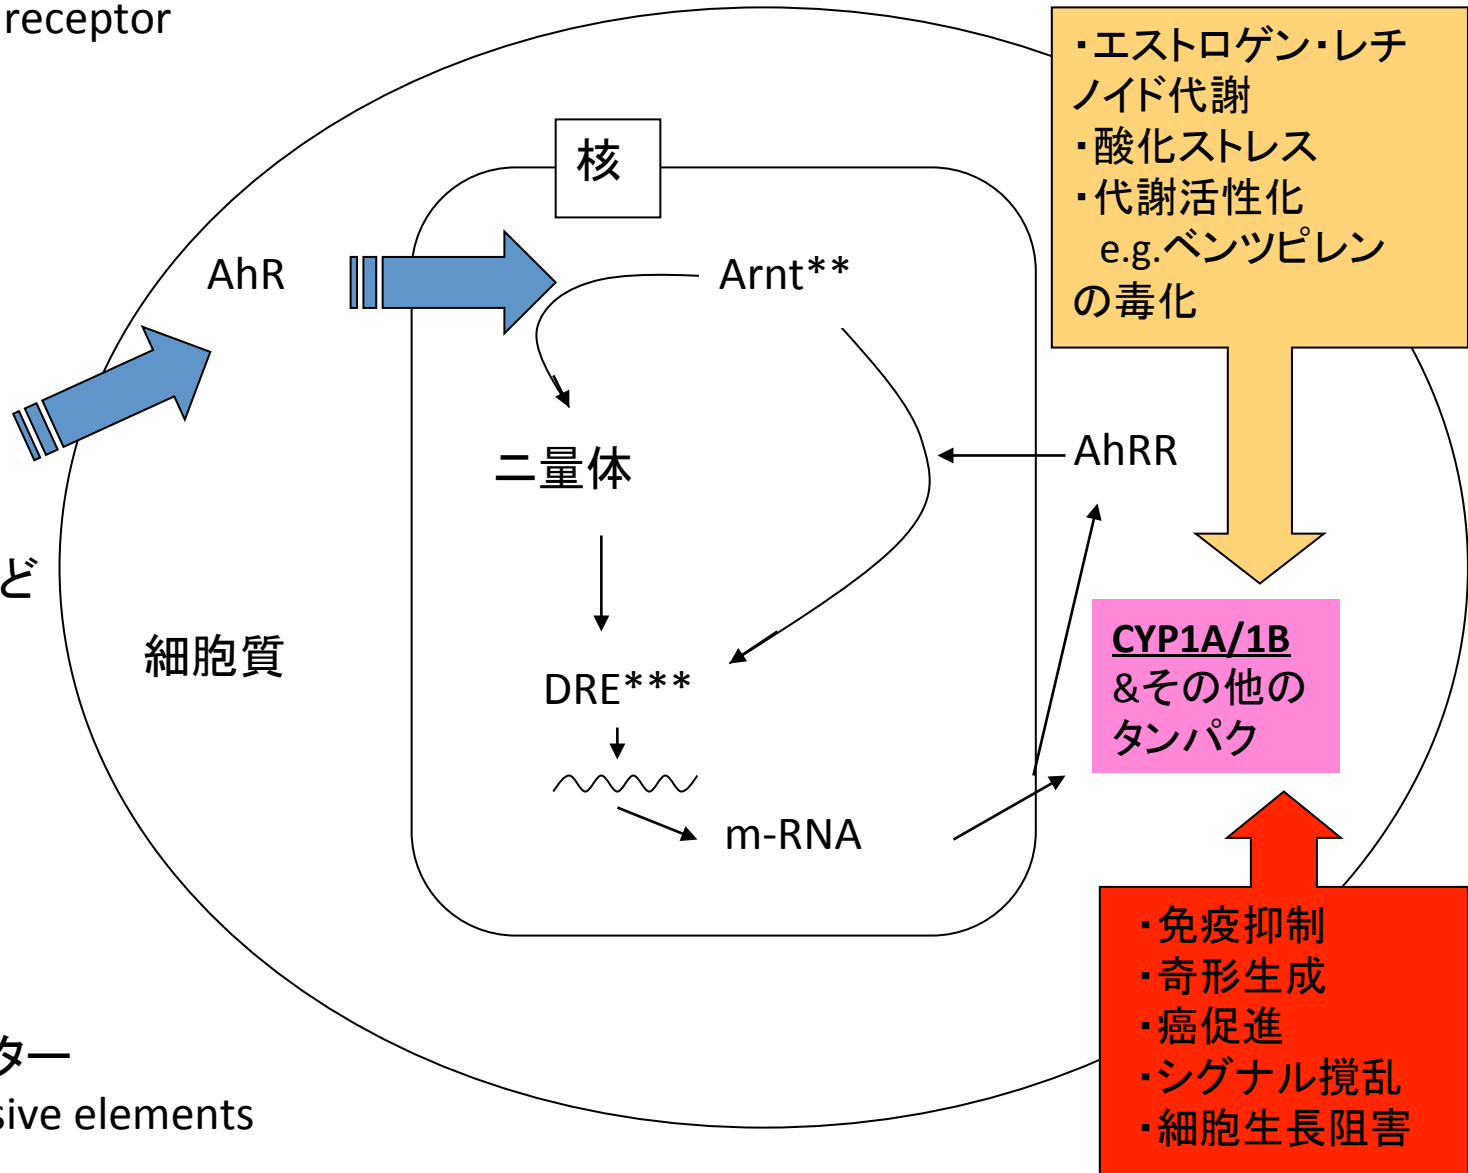 receptor
・エストロゲン・レチ
ノイド代謝
・酸化ストレス
・代謝活性化
e.g.ベンツピレン
の毒化
核
AhR
Arnt**
二量体
AhRR
ど
細胞質
CYP1A/1B
&その他の
タンパク
DRE***
m-RNA
・免疫抑制
・奇形生成
・癌促進
・シグナル撹乱
・細胞生長阻害
ター
sive elements